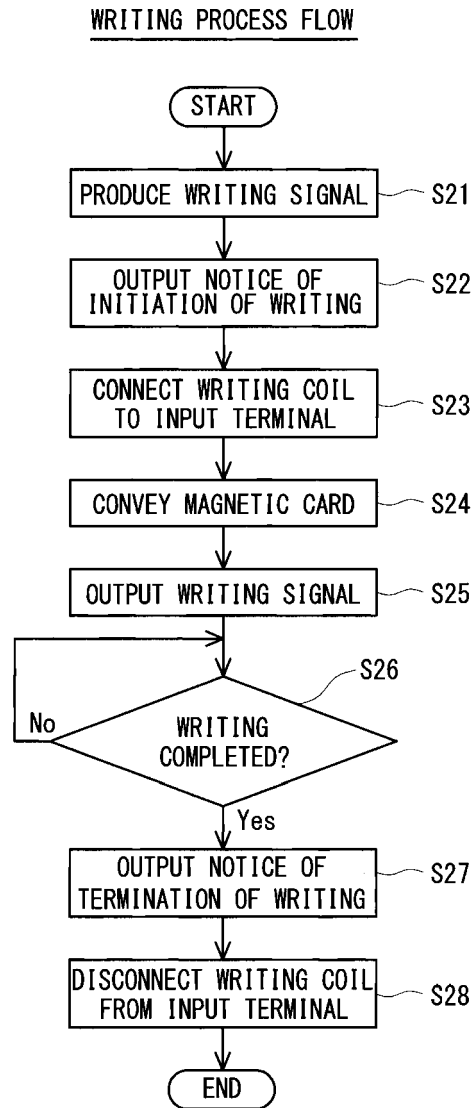 WRITING PROCESS FLOW
START
PRODUCE WRITING SIGNAL
S21
OUTPUT NOTICE OF
INITIATION OF WRITING
S22
CONNECT WRITING COIL
TO INPUT TERMINAL
S23
CONVEY MAGNETIC CARD
S24
OUTPUT WRITING SIGNAL
S25
S26
No
WRITING
COMPLETED?
Yes
OUTPUT NOTICE OF
TERMINATION OF WRITING
S27
DISCONNECT WRITING COIL
FROM INPUT TERMINAL
S28
END